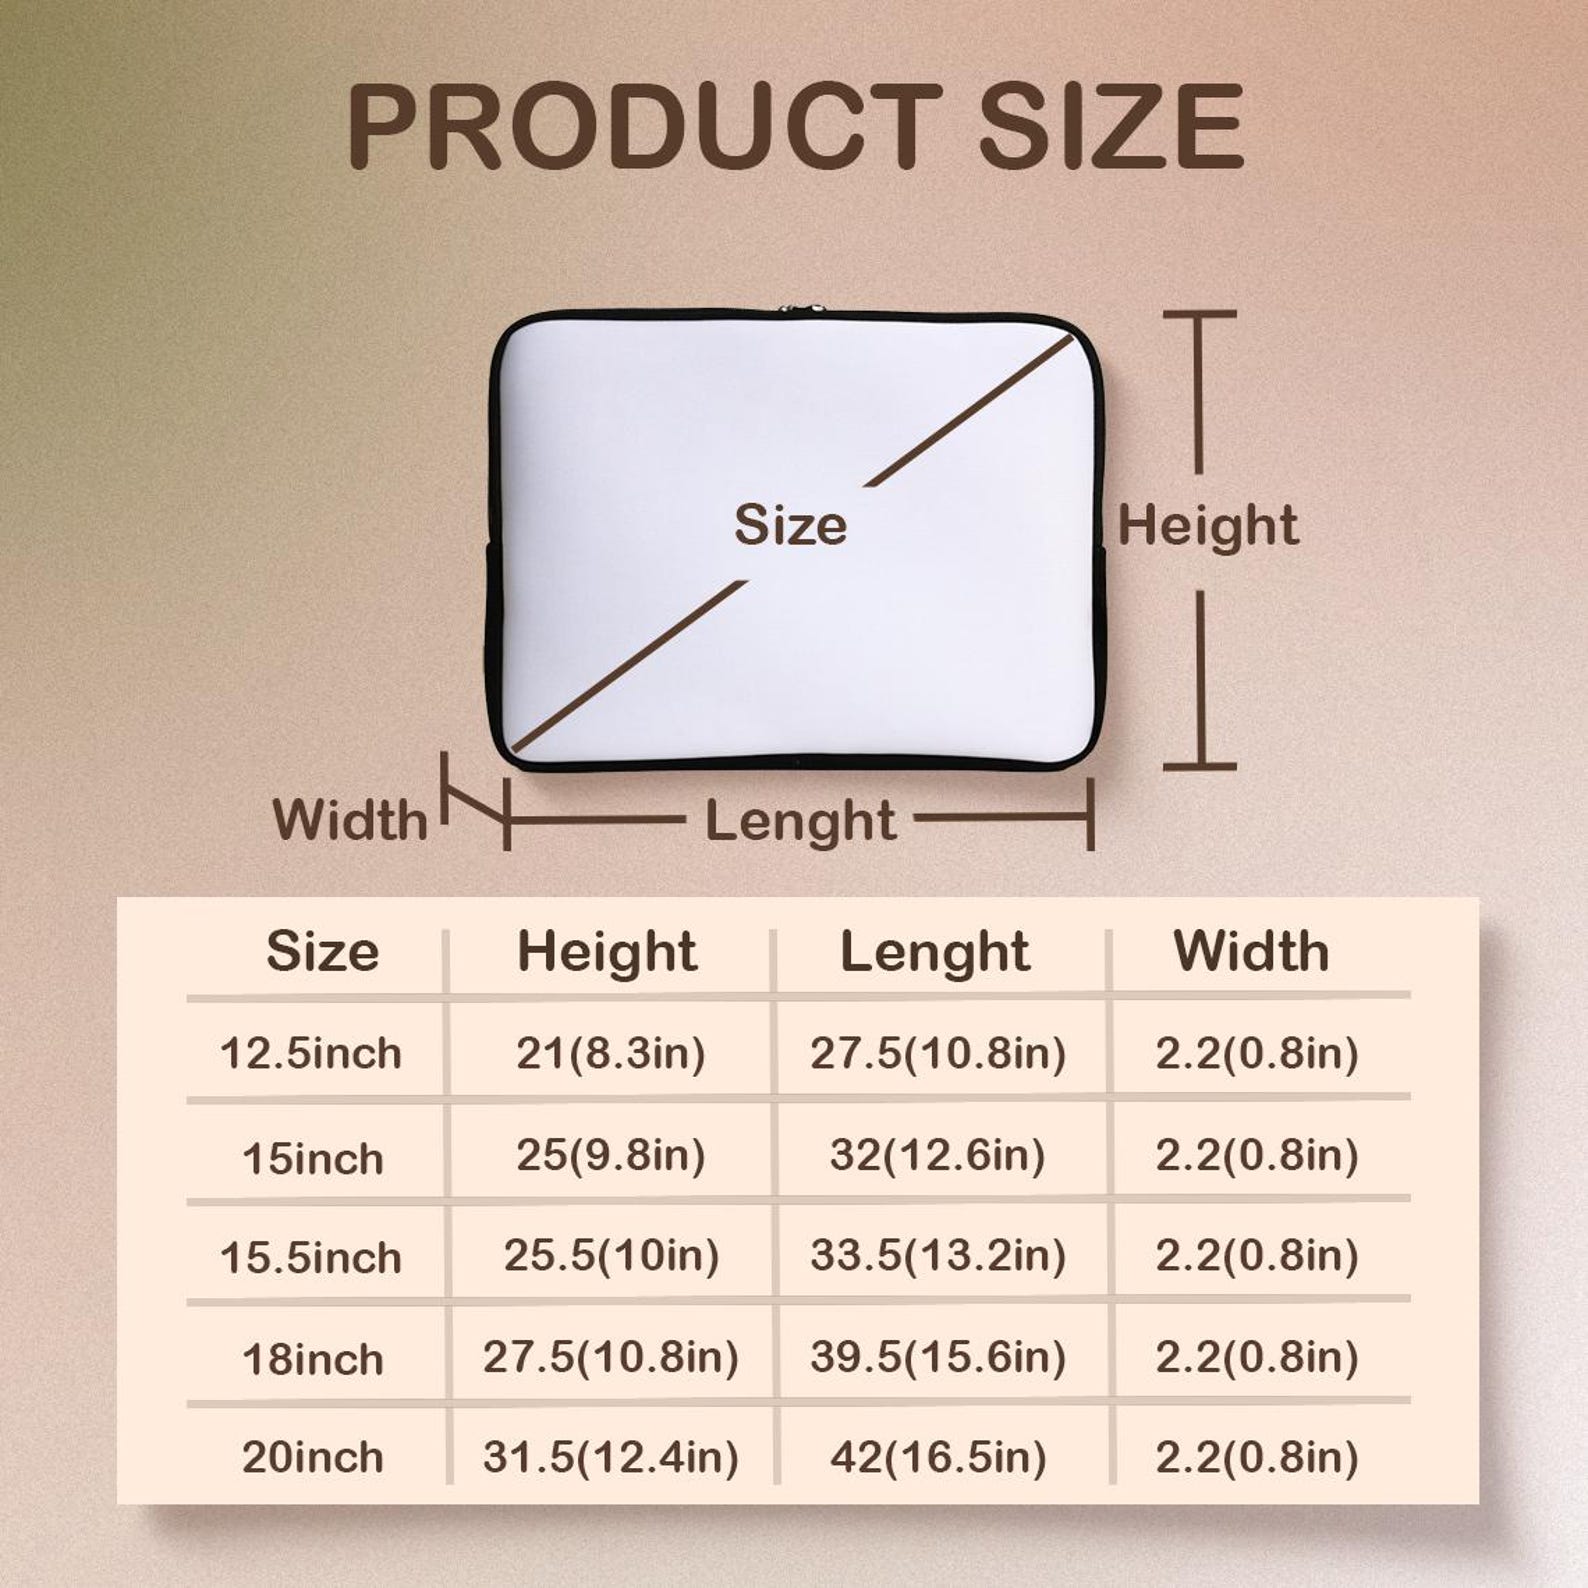 PRODUCT SIZE
Size
Height
Width
Lenght
Size Height Lenght Width
12.5inch 21(8.3in) 27.5(10.8in) 2.2(0.8in)
15inch 25(9.8in) 32(12.6in) 2.2(0.8in)
15.5inch 25.5(10in) 33.5(13.2in) 2.2(0.8in)
18inch 27.5(10.8in) 39.5(15.6in) 2.2(0.8in)
20inch 31.5(12.4in) 42(16.5in) 2.2(0.8in)